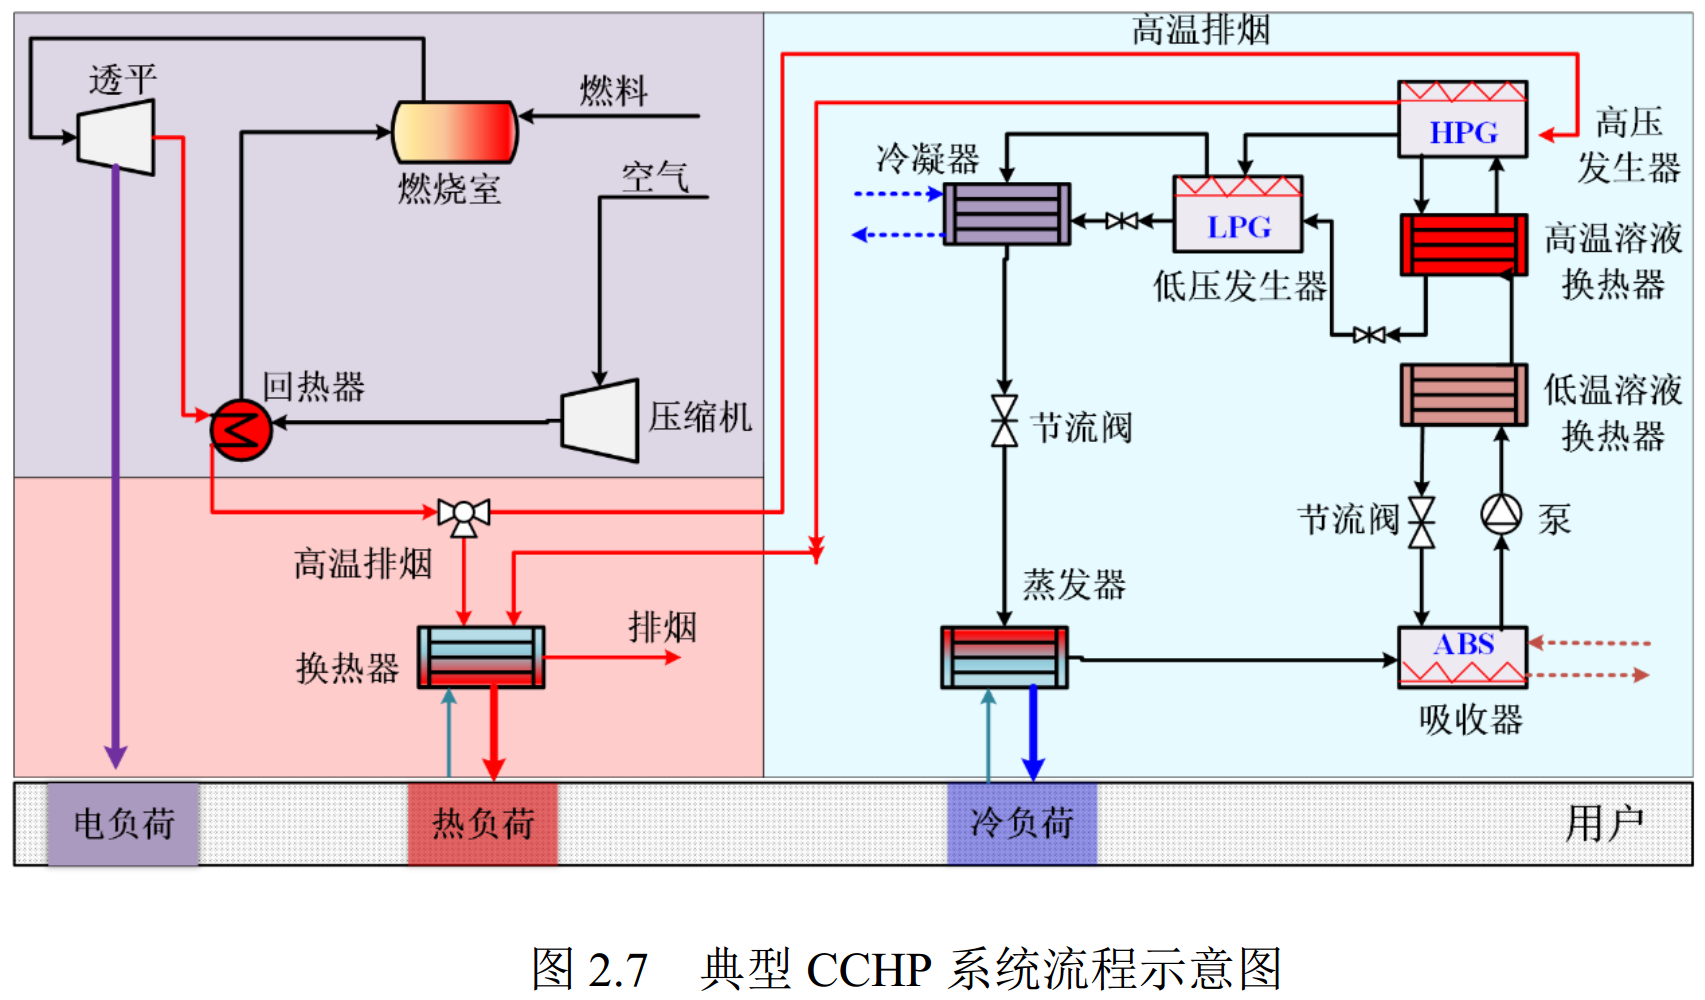 高温排烟
透平
燃料
燃烧室
空气
回热器
压缩机
冷凝器
HPG
高压
发生器
LPG
低压发生器
高温溶液
换热器
低温溶液
换热器
节流阀
节流阀
泵
高温排烟
换热器
排烟
蒸发器
ABS
吸收器
电负荷
热负荷
冷负荷
用户
图 2.7 典型 CCHP 系统流程示意图